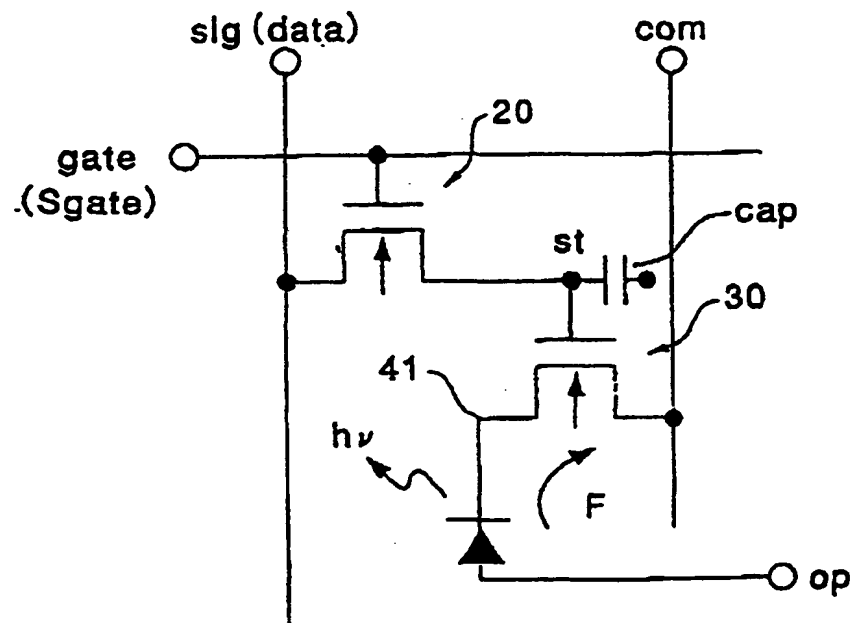 sig (data)
com
20
gate
(Sgate)
cap
st
30
41
hν
F
op